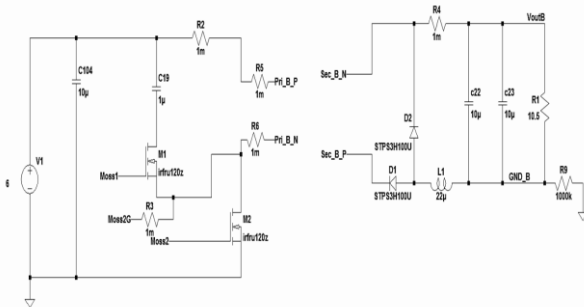 R2
1m
R4
1m
VoutB
C104
10µ
C19
1µ
R5
1m
Pri_B_P
Sec_B_N
c22
10µ
c23
10µ
R1
10.5
D2
STPS3H100U
R6
1m
Pri_B_N
M1
irfru120z
Sec_B_P
V1
6
Moss1
D1
STPS3H100U
L1
22µ
GND_B
R9
1000k
R3
1m
Moss2G
M2
irfru120z
Moss2